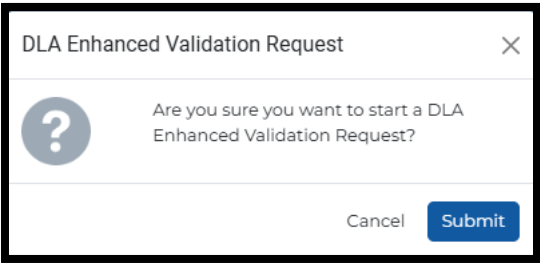 DLA Enhanced Validation Request
Are you sure you want to start a DLA
Enhanced Validation Request?
Cancel
Submit